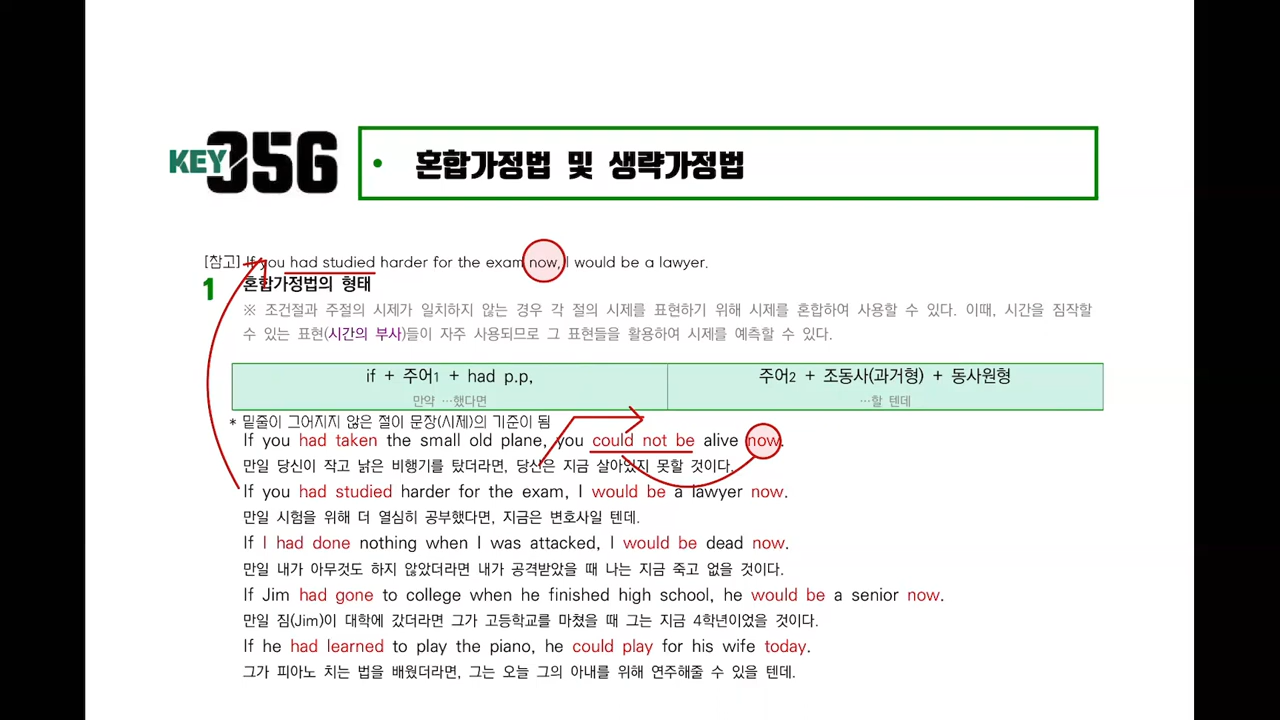 KEY 356
• 혼합가정법 및 생략가정법
[참고] If you had studied harder for the exam now, I would be a lawyer.
1 혼합가정법의 형태
※ 조건절과 주절의 시제가 일치하지 않는 경우 각 절의 시제를 표현하기 위해 시제를 혼합하여 사용할 수 있다. 이때, 시간을 짐작할
수 있는 표현(시간의 부사)들이 자주 사용되므로 그 표현들을 활용하여 시제를 예측할 수 있다.
if + 주어1 + had p.p, 주어2 + 조동사(과거형) + 동사원형
만약 …했다면 …할 텐데
* 밑줄이 그어지지 않은 절이 문장(시제)의 기준이 됨
If you had taken the small old plane, you could not be alive now.
만일 당신이 작고 낡은 비행기를 탔더라면, 당신은 지금 살아있지 못할 것이다.
If you had studied harder for the exam, I would be a lawyer now.
만일 시험을 위해 더 열심히 공부했다면, 지금은 변호사일 텐데.
If I had done nothing when I was attacked, I would be dead now.
만일 내가 아무것도 하지 않았더라면 내가 공격받았을 때 나는 지금 죽고 없을 것이다.
If Jim had gone to college when he finished high school, he would be a senior now.
만일 짐(Jim)이 대학에 갔더라면 그가 고등학교를 마쳤을 때 그는 지금 4학년이었을 것이다.
If he had learned to play the piano, he could play for his wife today.
그가 피아노 치는 법을 배웠더라면, 그는 오늘 그의 아내를 위해 연주해줄 수 있을 텐데.